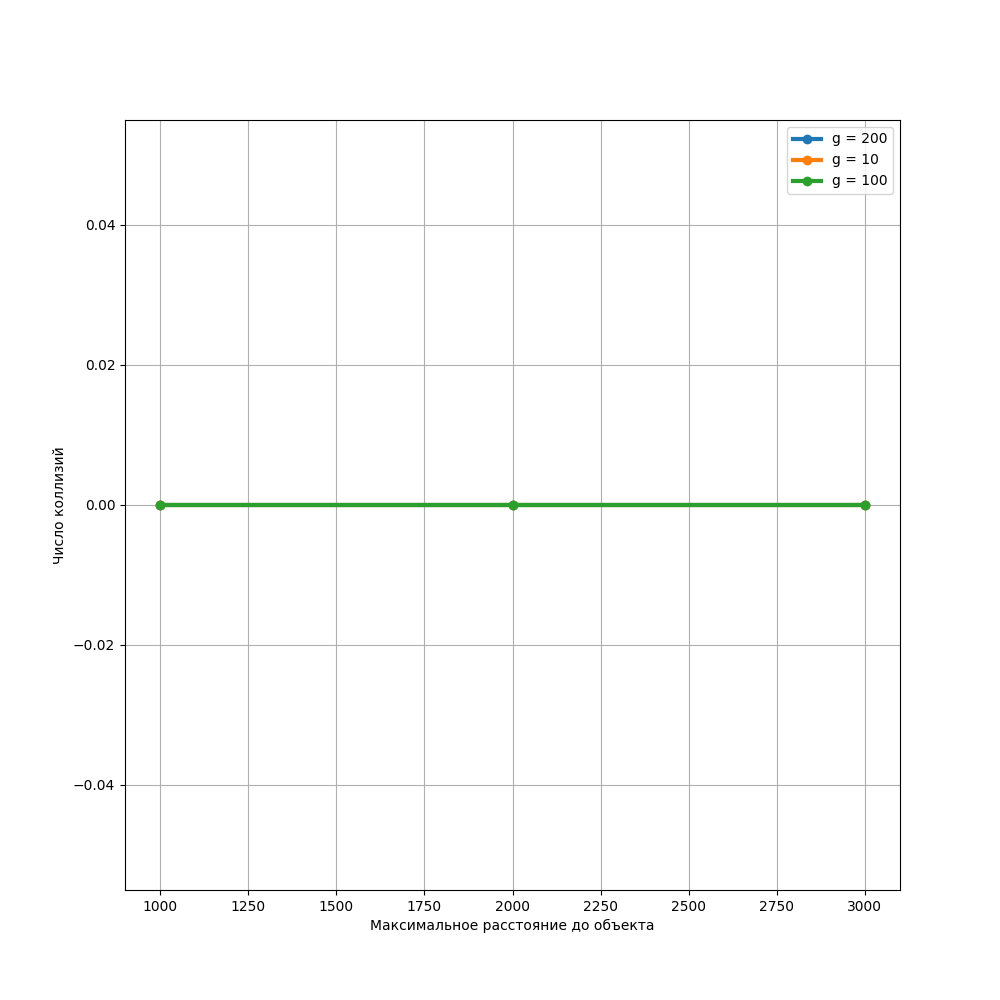 g = 200
g = 10
g = 100
0.04
0.02
0.00
−0.02
−0.04
Число коллизий
1000 1250 1500 1750 2000 2250 2500 2750 3000
Максимальное расстояние до объекта